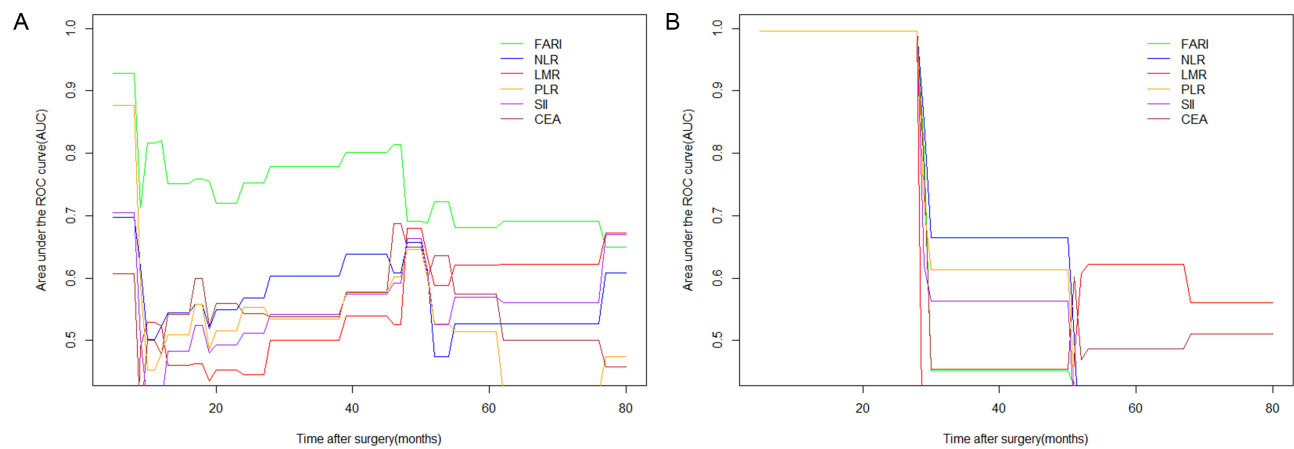 A
Area under the ROC curve(AUC)
1.0
0.9
0.8
0.7
0.6
0.5
FARI
NLR
LMR
PLR
SII
CEA
20
40
60
80
Time after surgery(months)
B
Area under the ROC curve(AUC)
1.0
0.9
0.8
0.7
0.6
0.5
FARI
NLR
LMR
PLR
SII
CEA
20
40
60
80
Time after surgery(months)